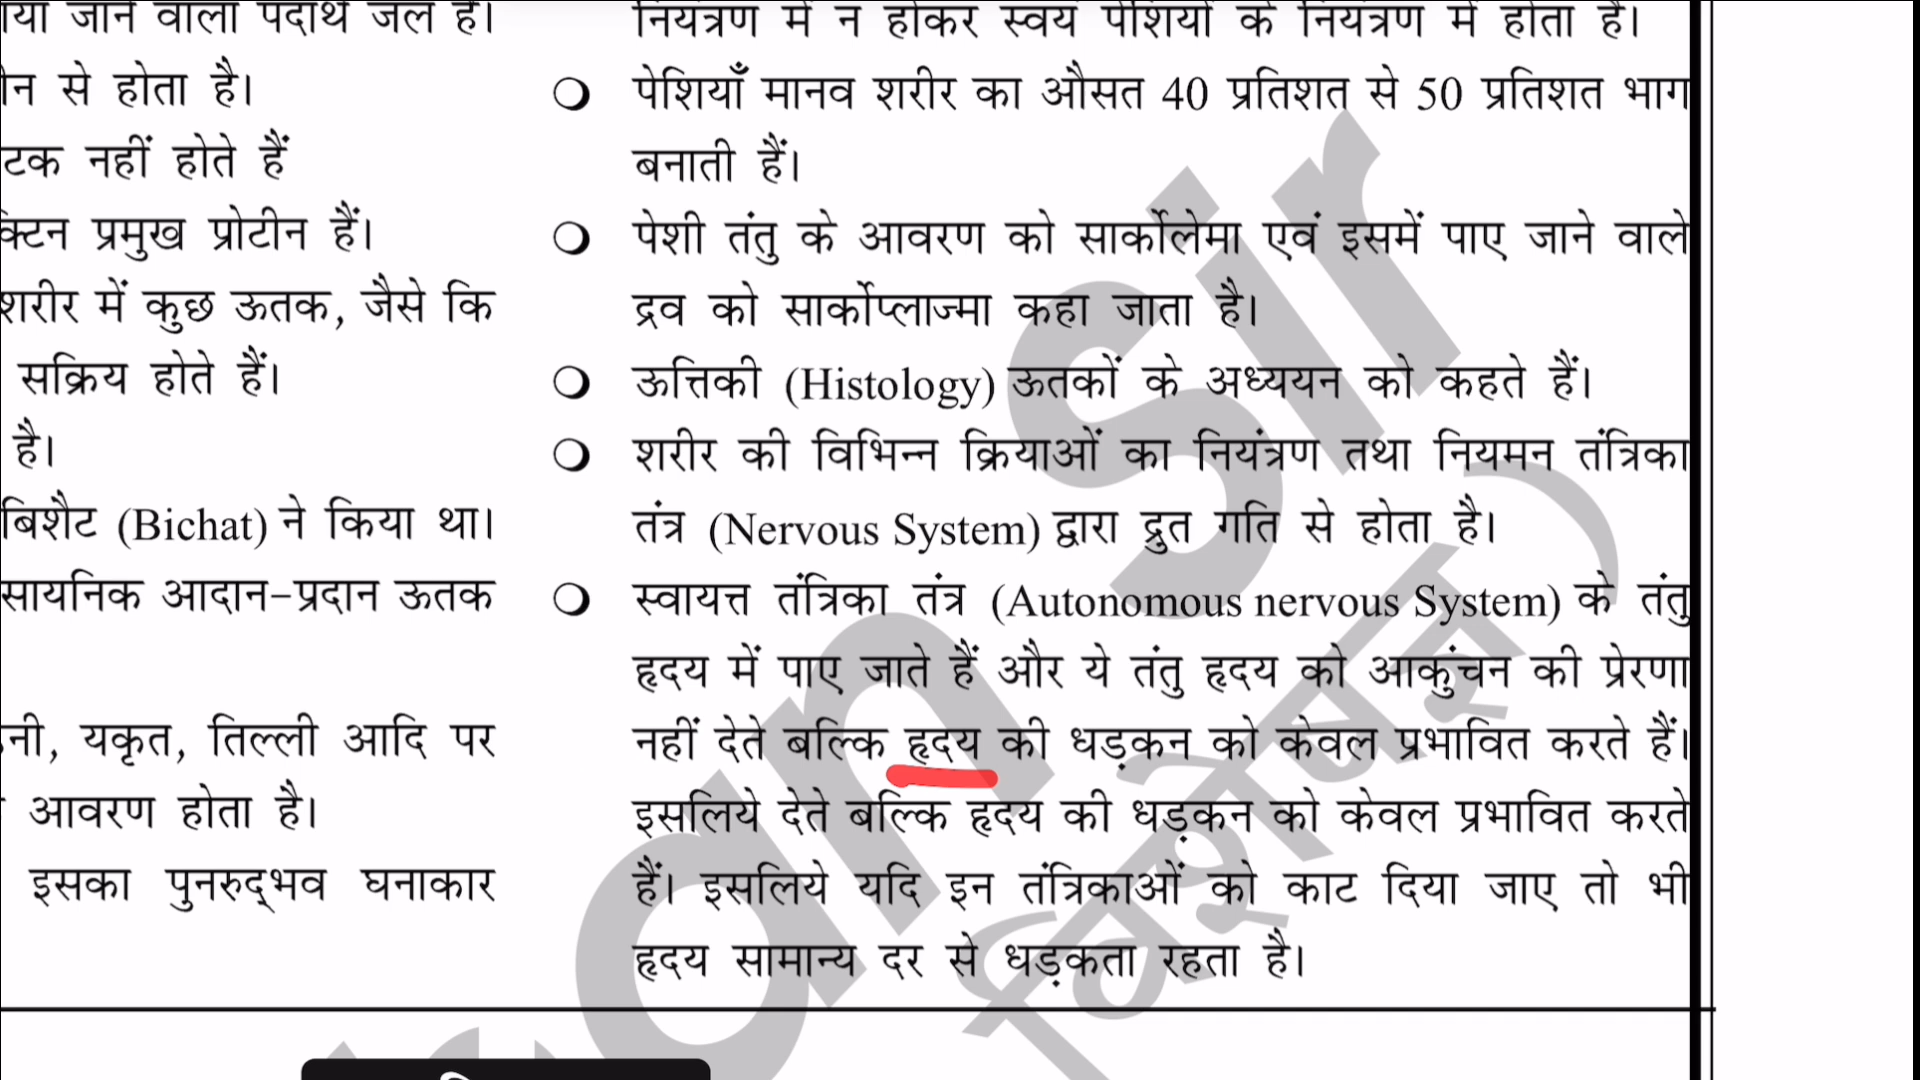 या जाने वाला पदार्थ जल है।
न से होता है।
टक नहीं होते हैं
क्टिन प्रमुख प्रोटीन हैं।
शरीर में कुछ ऊतक, जैसे कि
सक्रिय होते हैं।
है।
बिशैट (Bichat) ने किया था।
सायनिक आदान-प्रदान ऊतक
नी, यकृत, तिल्ली आदि पर
आवरण होता है।
इसका पुनरुद्भव घनाकार
नियंत्रण में न होकर स्वयं पेशियों के नियंत्रण में होता है।
पेशियाँ मानव शरीर का औसत 40 प्रतिशत से 50 प्रतिशत भाग
बनाती हैं।
पेशी तंतु के आवरण को सार्कोलेमा एवं इसमें पाए जाने वाले
द्रव को सार्कोप्लाज्मा कहा जाता है।
ऊत्तिकी (Histology) ऊतकों के अध्ययन को कहते हैं।
शरीर की विभिन्न क्रियाओं का नियंत्रण तथा नियमन तंत्रिका
तंत्र (Nervous System) द्वारा द्रुत गति से होता है।
स्वायत्त तंत्रिका तंत्र (Autonomous nervous System) के तंतु
हृदय में पाए जाते हैं और ये तंतु हृदय को आकुंचन की प्रेरणा
नहीं देते बल्कि हृदय की धड़कन को केवल प्रभावित करते हैं।
इसलिये देते बल्कि हृदय की धड़कन को केवल प्रभावित करते
हैं। इसलिये यदि इन तंत्रिकाओं को काट दिया जाए तो भी
हृदय सामान्य दर से धड़कता रहता है।
an Sir
विशेषज्ञ )